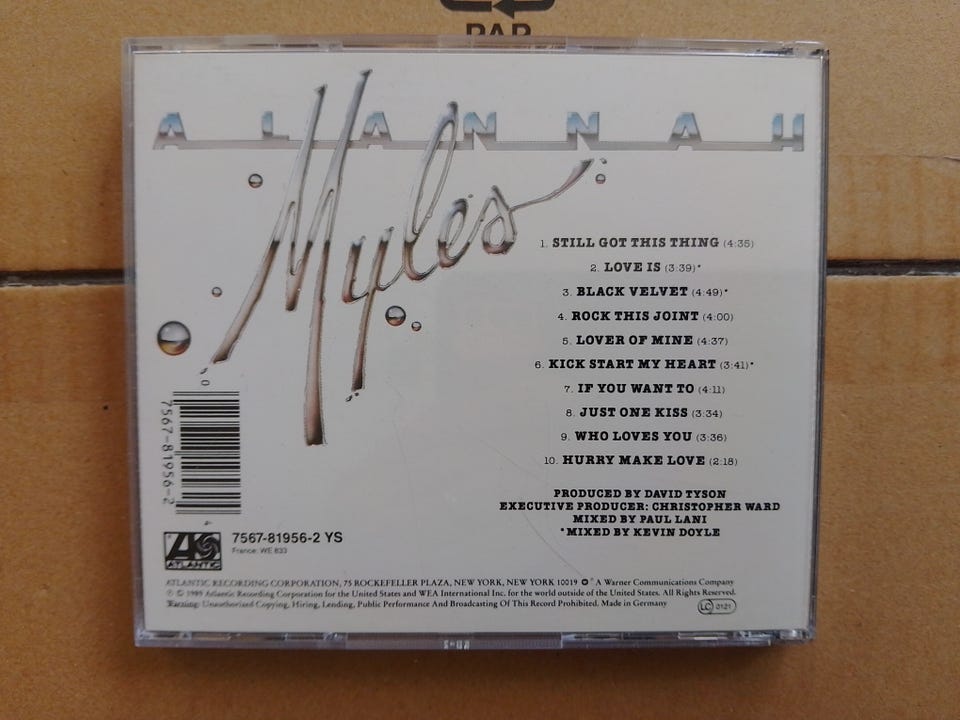 PAP
ALANNAH
Myles
1. STILL GOT THIS THING (4:35)
2. LOVE IS (3:39)*
3. BLACK VELVET (4:49)*
4. ROCK THIS JOINT (4:00)
5. LOVER OF MINE (4:37)
6. KICK START MY HEART (3:41)*
7. IF YOU WANT TO (4:11)
8. JUST ONE KISS (3:34)
9. WHO LOVES YOU (3:36)
10. HURRY MAKE LOVE (2:18)
PRODUCED BY DAVID TYSON
EXECUTIVE PRODUCER: CHRISTOPHER WARD
MIXED BY PAUL LANI
*MIXED BY KEVIN DOYLE
0
7567-81956-2
4
ATLANTIC
7567-81956-2 YS
France: WE 833
ATLANTIC RECORDING CORPORATION, 75 ROCKEFELLER PLAZA, NEW YORK, NEW YORK 10019 A Warner Communications Company
℗ © 1989 Atlantic Recording Corporation for the United States and WEA International Inc. for the world outside of the United States. All Rights Reserved.
Warning: Unauthorized Copying, Hiring, Lending, Public Performance And Broadcasting Of This Record Prohibited. Made in Germany
LC 0121